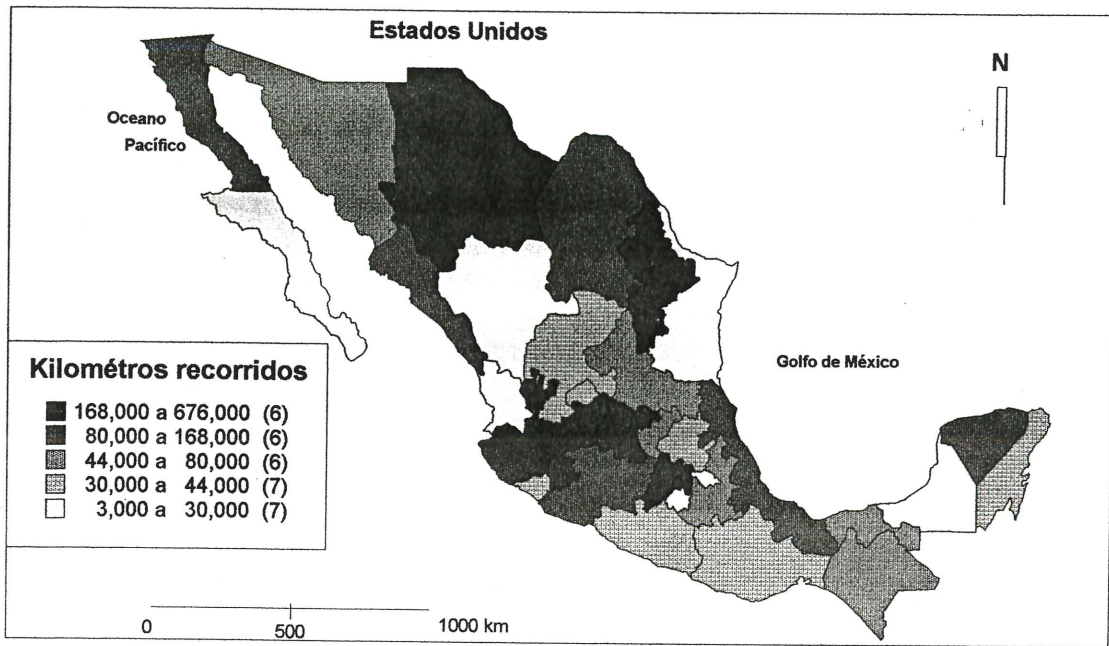 Estados Unidos
N
Oceano
Pacífico
Golfo de México
Kilométros recorridos
168,000 a 676,000 (6)
80,000 a 168,000 (6)
44,000 a 80,000 (6)
30,000 a 44,000 (7)
3,000 a 30,000 (7)
0 500 1000 km